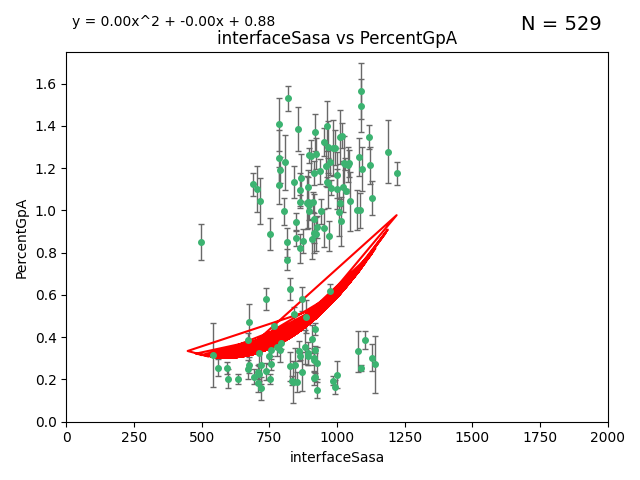 y = 0.00x^2 + -0.00x + 0.88
N = 529
interfaceSasa vs PercentGpA
PercentGpA
1.6
1.4
1.2
1.0
0.8
0.6
0.4
0.2
0.0
0 250 500 750 1000 1250 1500 1750 2000
interfaceSasa